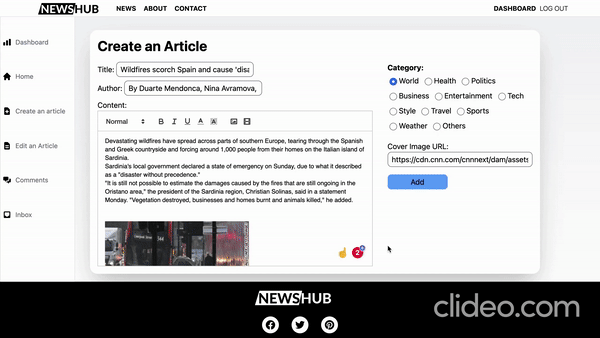 NEWSHUB NEWS ABOUT CONTACT DASHBOARD LOG OUT
Dashboard
Home
Create an article
Edit an Article
Comments
Inbox
Create an Article
Title: Wildfires scorch Spain and cause 'disa
Author: By Duarte Mendonca, Nina Avramova,
Content:
Normal B I U A A
Devastating wildfires have spread across parts of southern Europe, tearing through the Spanish
and Greek countryside and forcing around 1,000 people from their homes on the Italian island of
Sardinia.
Sardinia's local government declared a state of emergency on Sunday, due to what it described
as a "disaster without precedence."
"It is still not possible to estimate the damages caused by the fires that are still ongoing in the
Oristano area," the president of the Sardinia region, Christian Solinas, said in a statement
Monday. "Vegetation destroyed, businesses and homes burnt and animals killed," he added.
2
Category:
World Health Politics
Business Entertainment Tech
Style Travel Sports
Weather Others
Cover Image URL:
https://cdn.cnn.com/cnnnext/dam/assets
Add
NEWSHUB
clideo.com